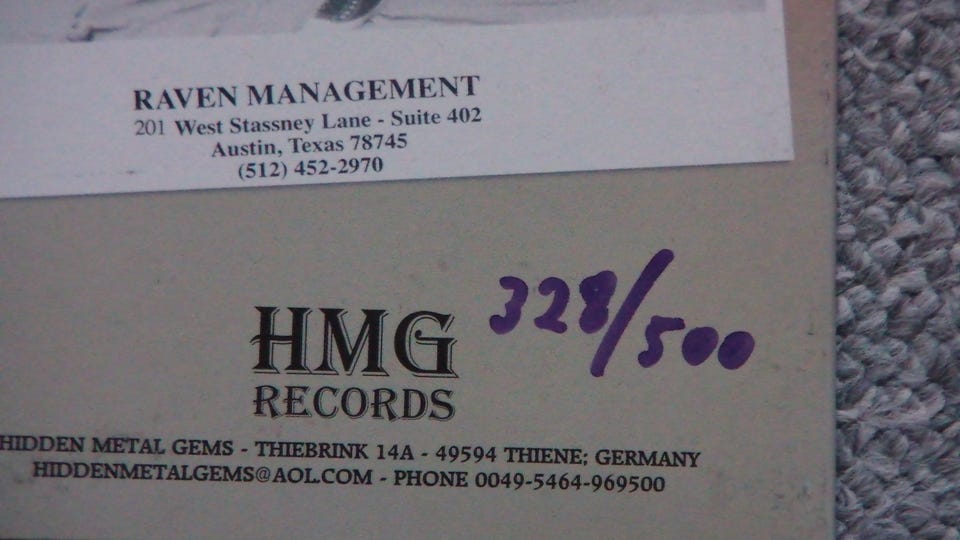 RAVEN MANAGEMENT
201 West Stassney Lane - Suite 402
Austin, Texas 78745
(512) 452-2970
328/500
HMG
RECORDS
HIDDEN METAL GEMS - THIEBRINK 14A - 49594 THIENE; GERMANY
HIDDENMETALGEMS@AOL.COM - PHONE 0049-5464-969500